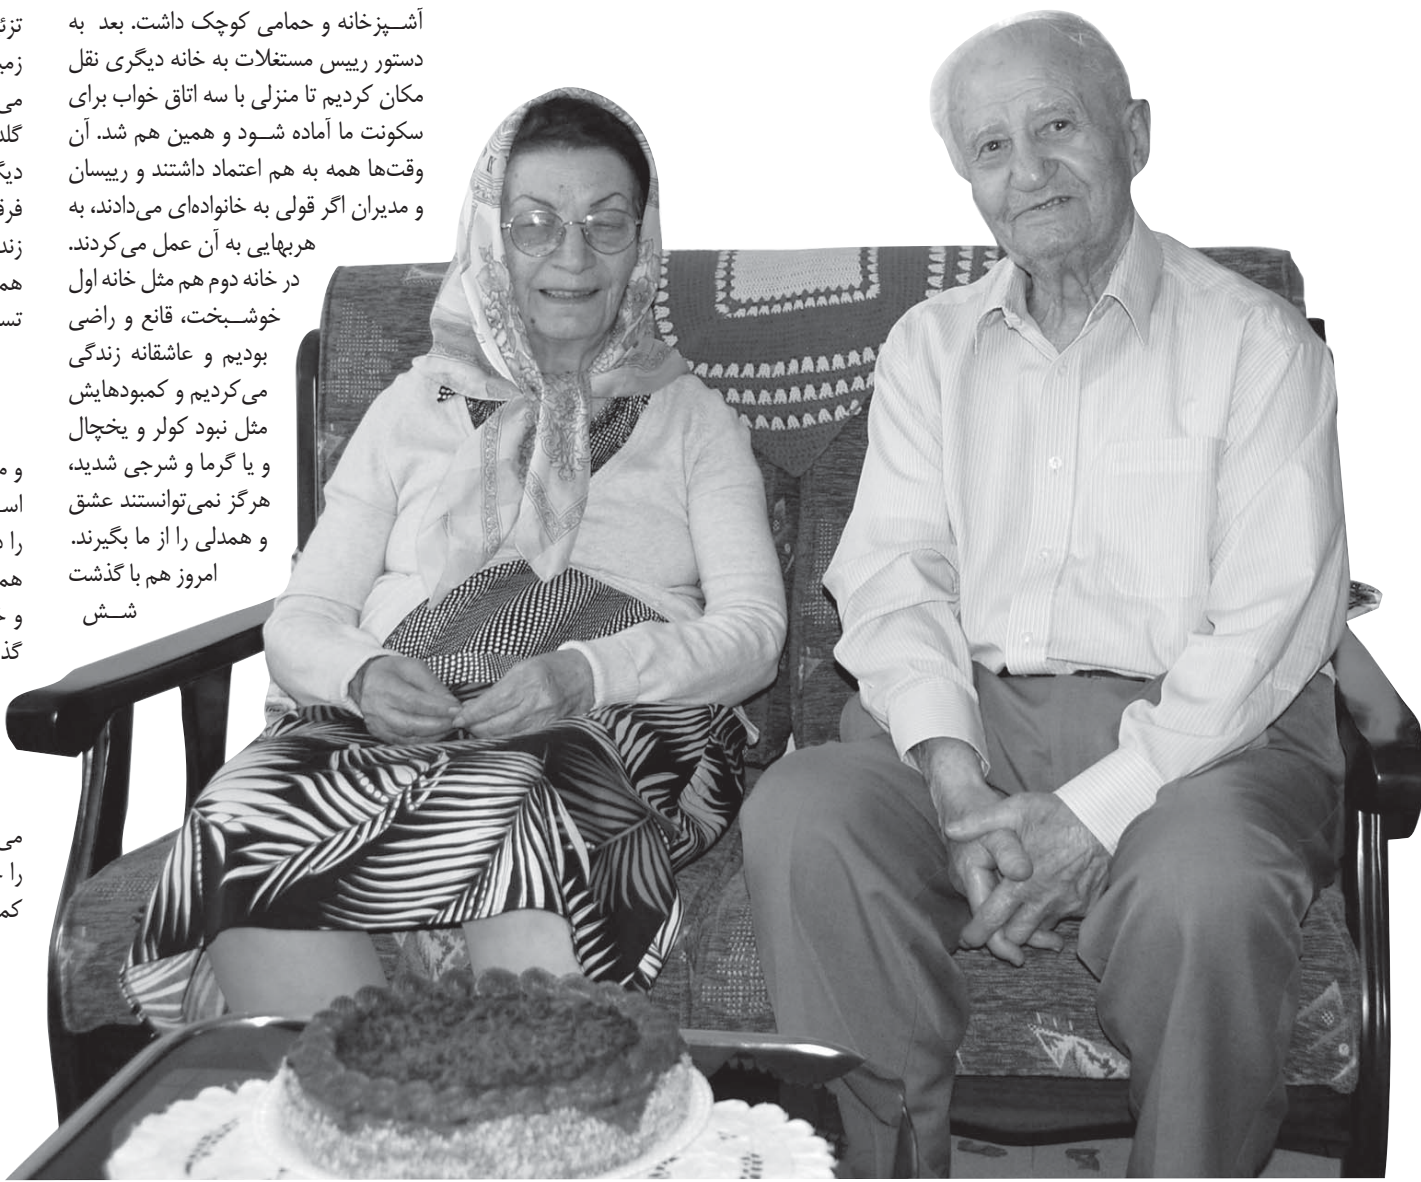 آشپزخانه و حمامی کوچک داشت. بعد به
دستور رییس مستغلات به خانه دیگری نقل
مکان کردیم تا منزلی با سه اتاق خواب برای
سکونت ما آماده شود و همین هم شد. آن
وقت‌ها همه به هم اعتماد داشتند و رییسان
و مدیران اگر قولی به خانواده‌ای می‌دادند، به
هربهایی به آن عمل می‌کردند.
در خانه دوم هم مثل خانه اول
خوشبخت، قانع و راضی
بودیم و عاشقانه زندگی
می‌کردیم و کمبودهایش
مثل نبود کولر و یخچال
و یا گرما و شرجی شدید،
هرگز نمی‌توانستند عشق
و همدلی را از ما بگیرند.
امروز هم با گذشت
شش